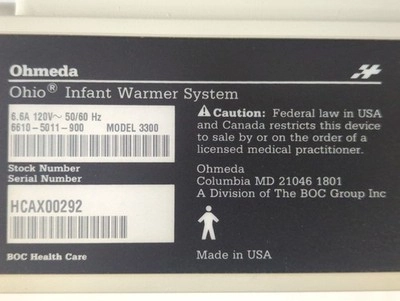 Ohmeda
Ohio® Infant Warmer System
6.6A 120V~ 50/60 Hz
6610-5011-900 MODEL 3300
Stock Number
Serial Number
HCAX00292
BOC Health Care
Caution: Federal law in USA
and Canada restricts this device
to sale by or on the order of a
licensed medical practitioner.
Ohmeda
Columbia MD 21046 1801
A Division of The BOC Group Inc
Made in USA